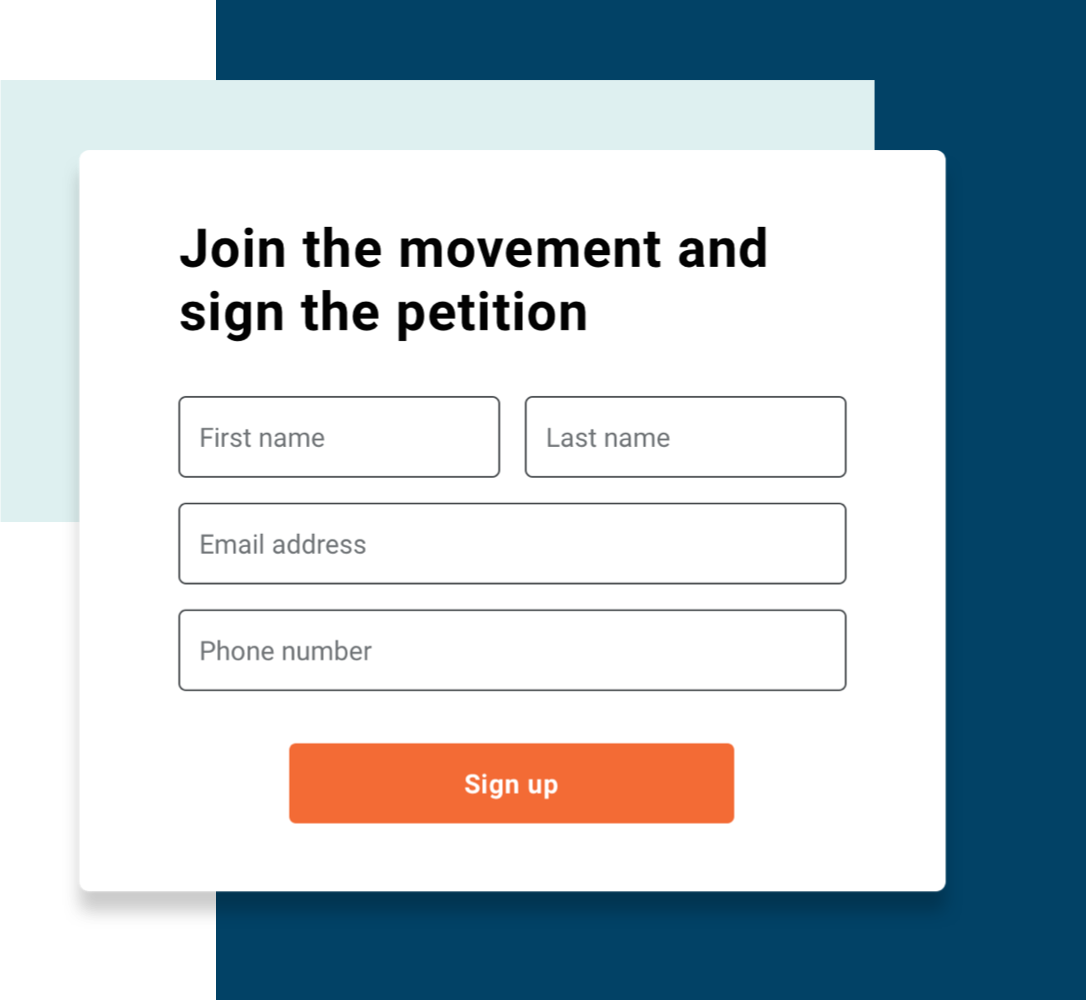 Join the movement and
sign the petition
First name
Last name
Email address
Phone number
Sign up